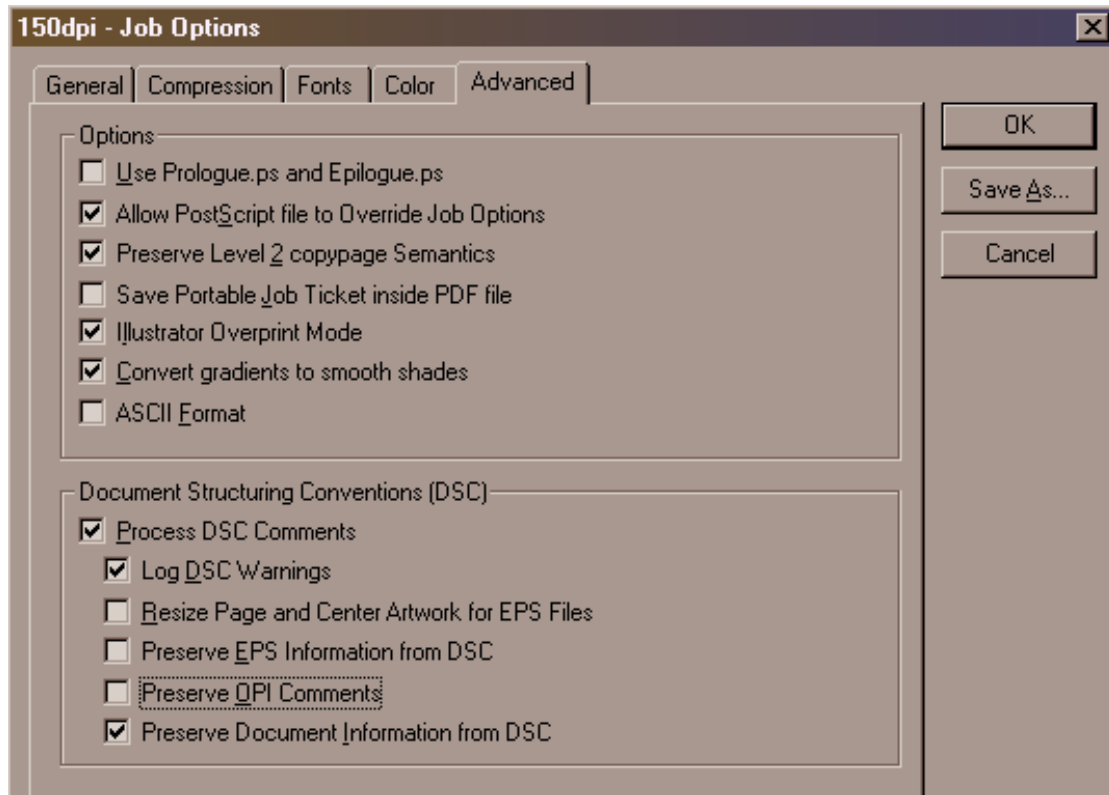 150dpi - Job Options
General Compression Fonts Color Advanced
Options
Use Prologue.ps and Epilogue.ps
Allow PostScript file to Override Job Options
Preserve Level 2 copypage Semantics
Save Portable Job Ticket inside PDF file
Illustrator Overprint Mode
Convert gradients to smooth shades
ASCII Format
Document Structuring Conventions (DSC)
Process DSC Comments
Log DSC Warnings
Resize Page and Center Artwork for EPS Files
Preserve EPS Information from DSC
Preserve OPI Comments
Preserve Document Information from DSC
OK
Save As...
Cancel